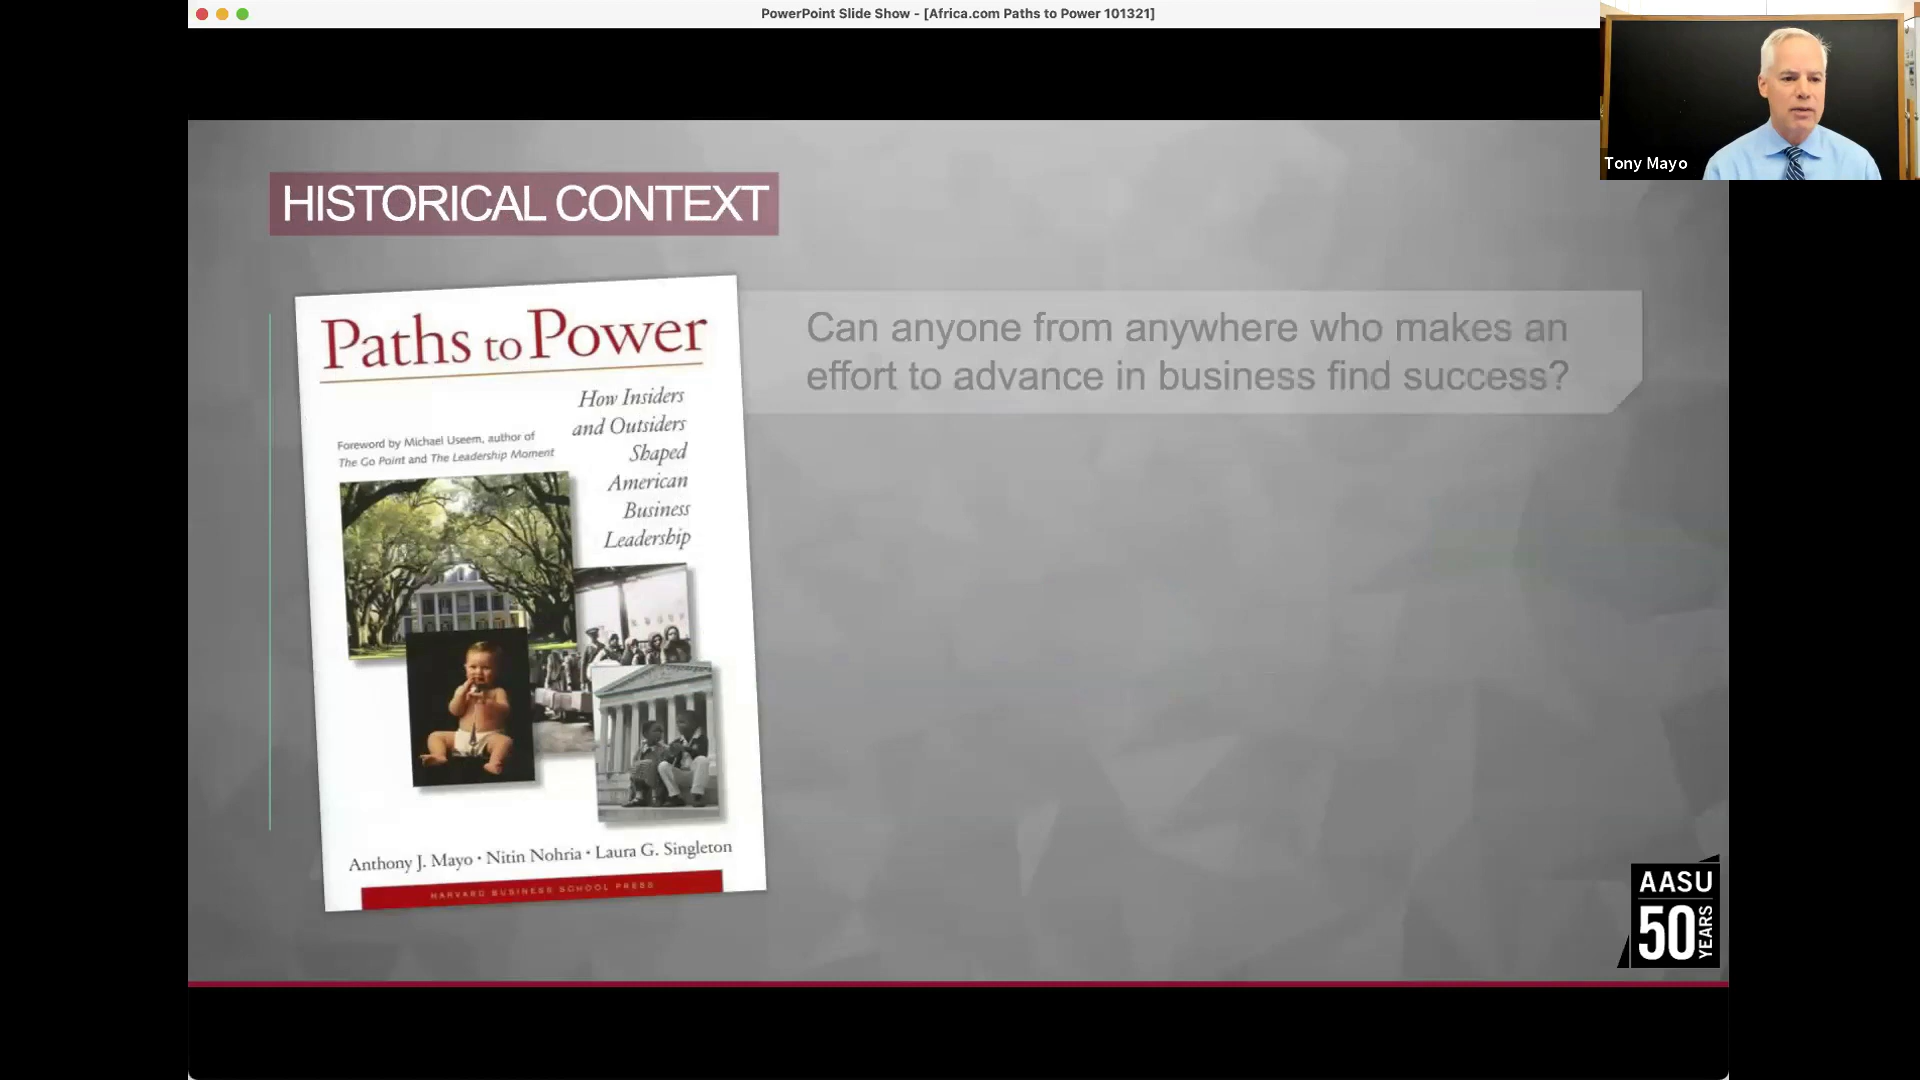 PowerPoint Slide Show - [Africa.com Paths to Power 101321]
Tony Mayo
HISTORICAL CONTEXT
Paths to Power
How Insiders
and Outsiders
Shaped
American
Business
Leadership
Foreword by Michael Useem, author of
The Go Point and The Leadership Moment
Anthony J. Mayo • Nitin Nohria • Laura G. Singleton
HARVARD BUSINESS SCHOOL PRESS
Can anyone from anywhere who makes an
effort to advance in business find success?
AASU
50
YEARS